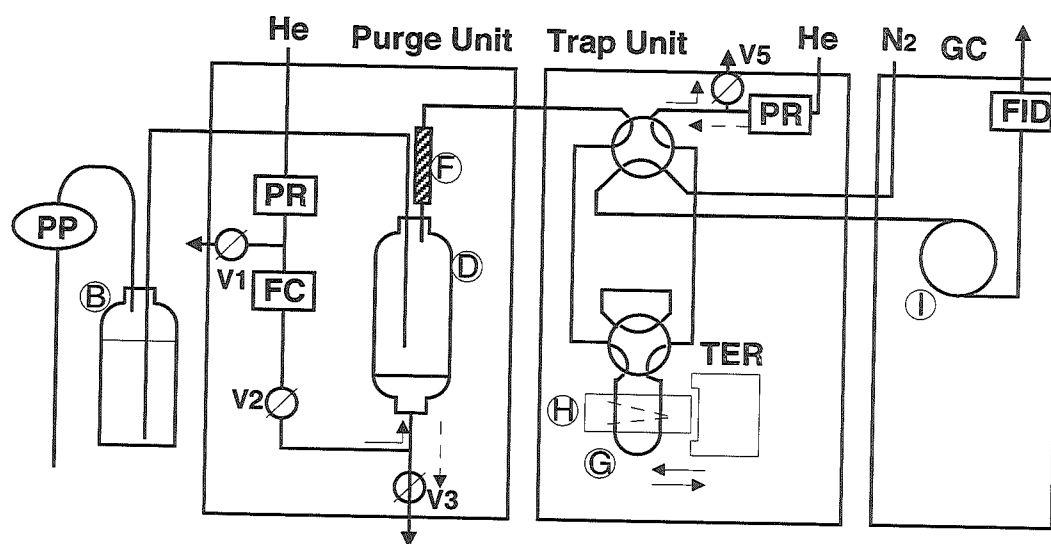 He
Purge Unit
Trap Unit
He
N2
GC
V5
PR
FID
F
PR
PP
V1
D
B
FC
I
TER
V2
H
G
V3